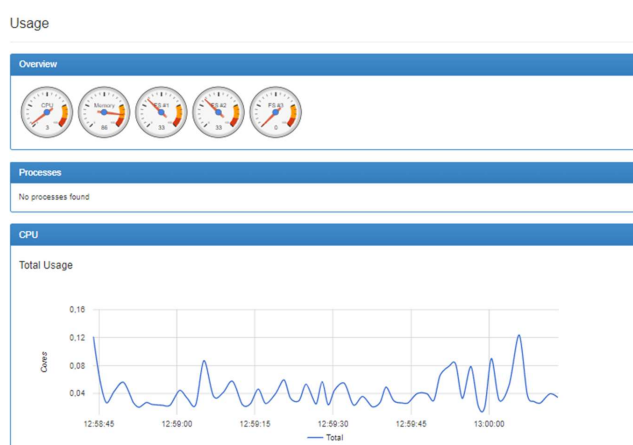 Usage
Overview
CPU
3
Memory
86
FS #1
33
FS #2
33
FS #3
0
Processes
No processes found
CPU
Total Usage
0,16
0,12
0,08
0,04
Cores
12:58:45 12:59:00 12:59:15 12:59:30 12:59:45 13:00:00
Total